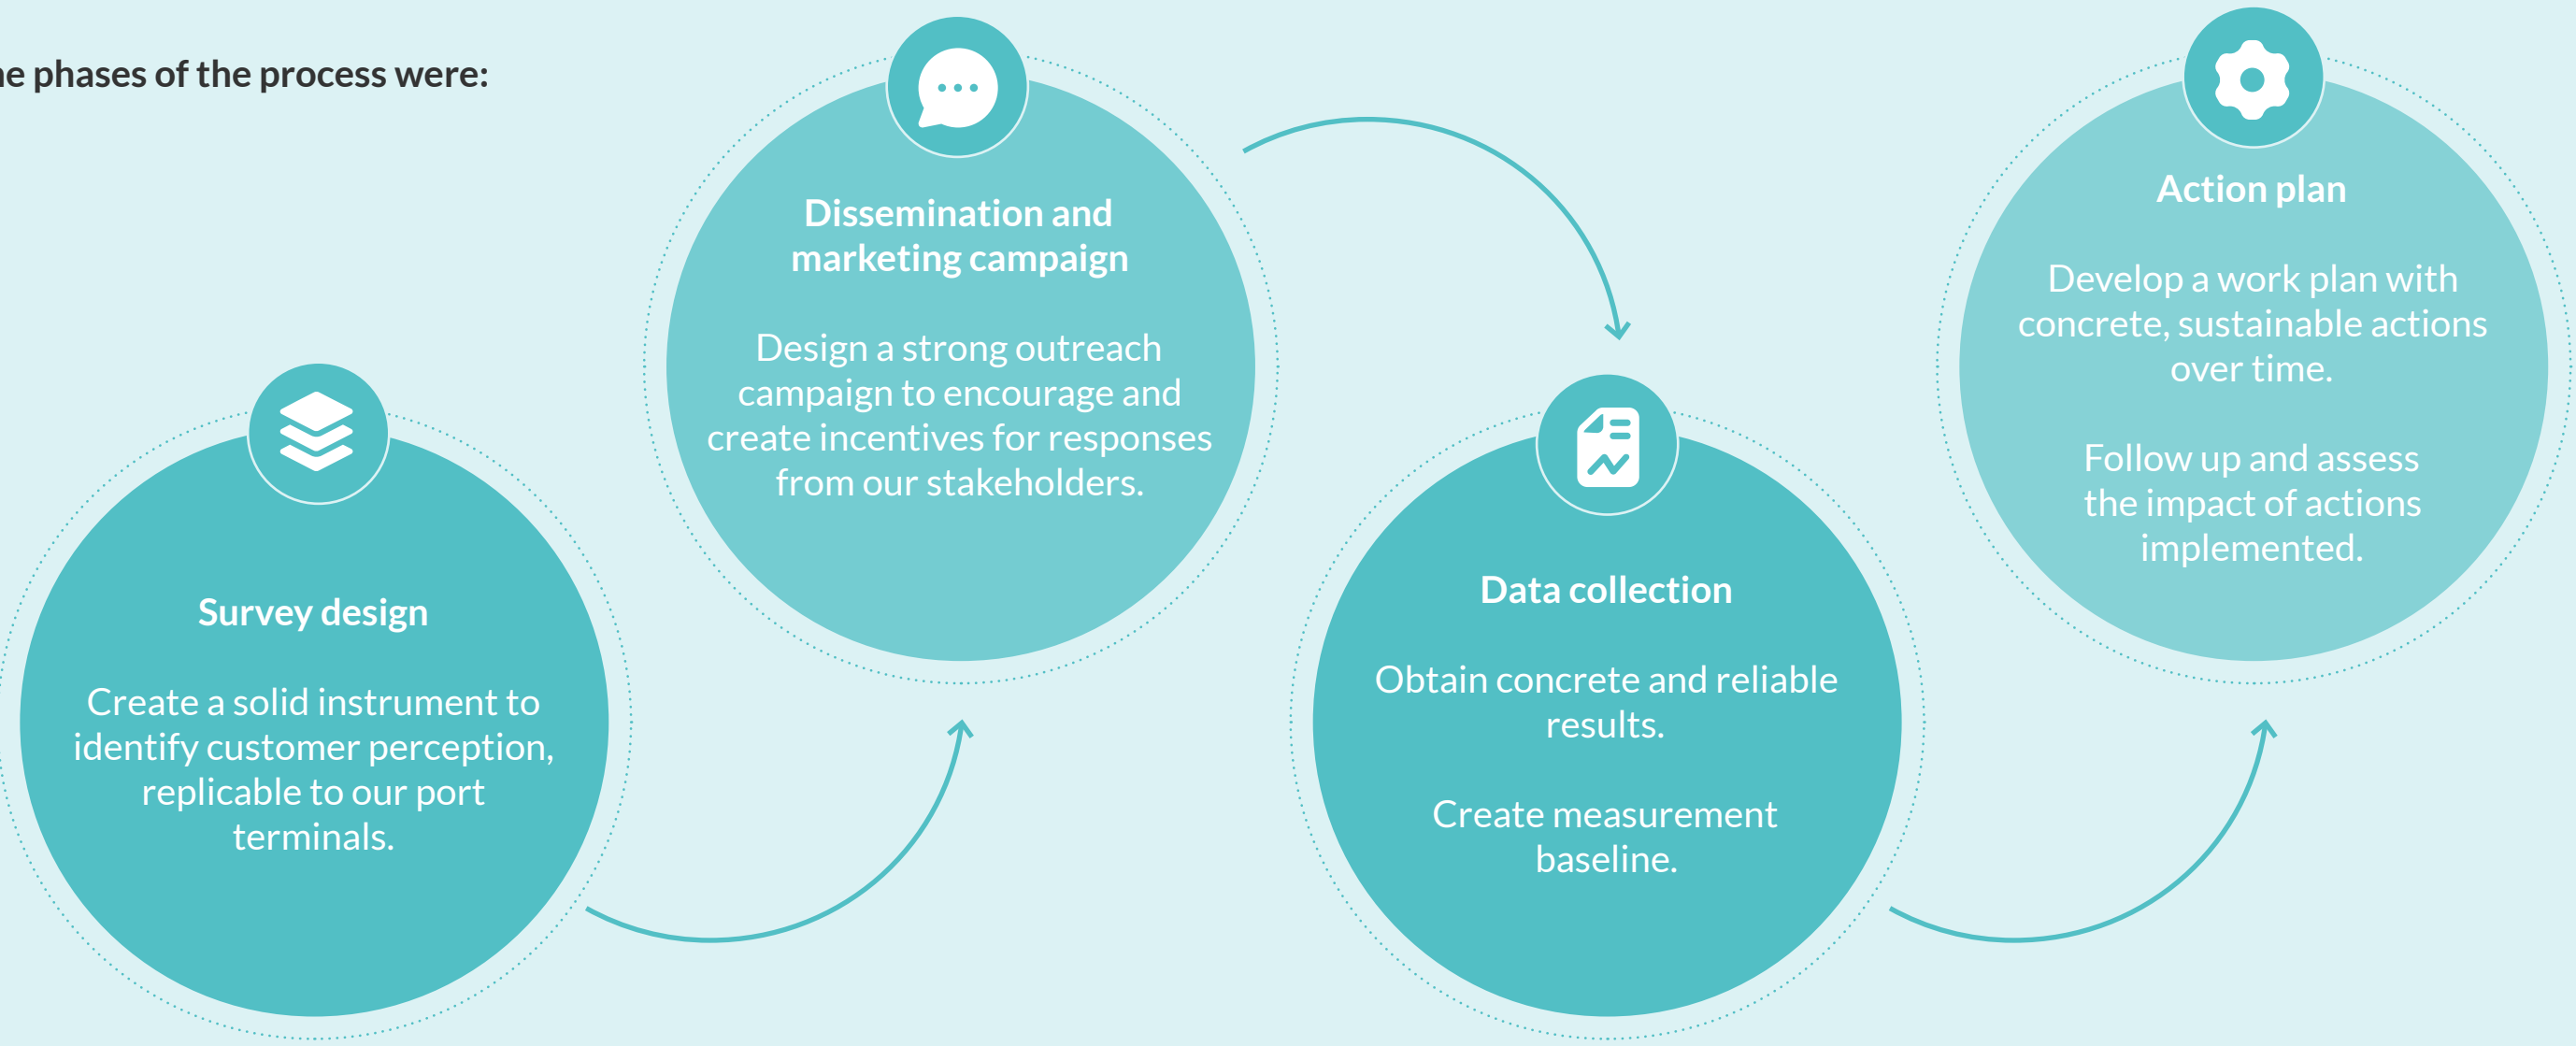 phases of the process were:
Survey design
Create a solid instrument to
identify customer perception,
replicable to our port
terminals.
Dissemination and
marketing campaign
Design a strong outreach
campaign to encourage and
create incentives for responses
from our stakeholders.
Data collection
Obtain concrete and reliable
results.
Create measurement
baseline.
Action plan
Develop a work plan with
concrete, sustainable actions
over time.
Follow up and assess
the impact of actions
implemented.